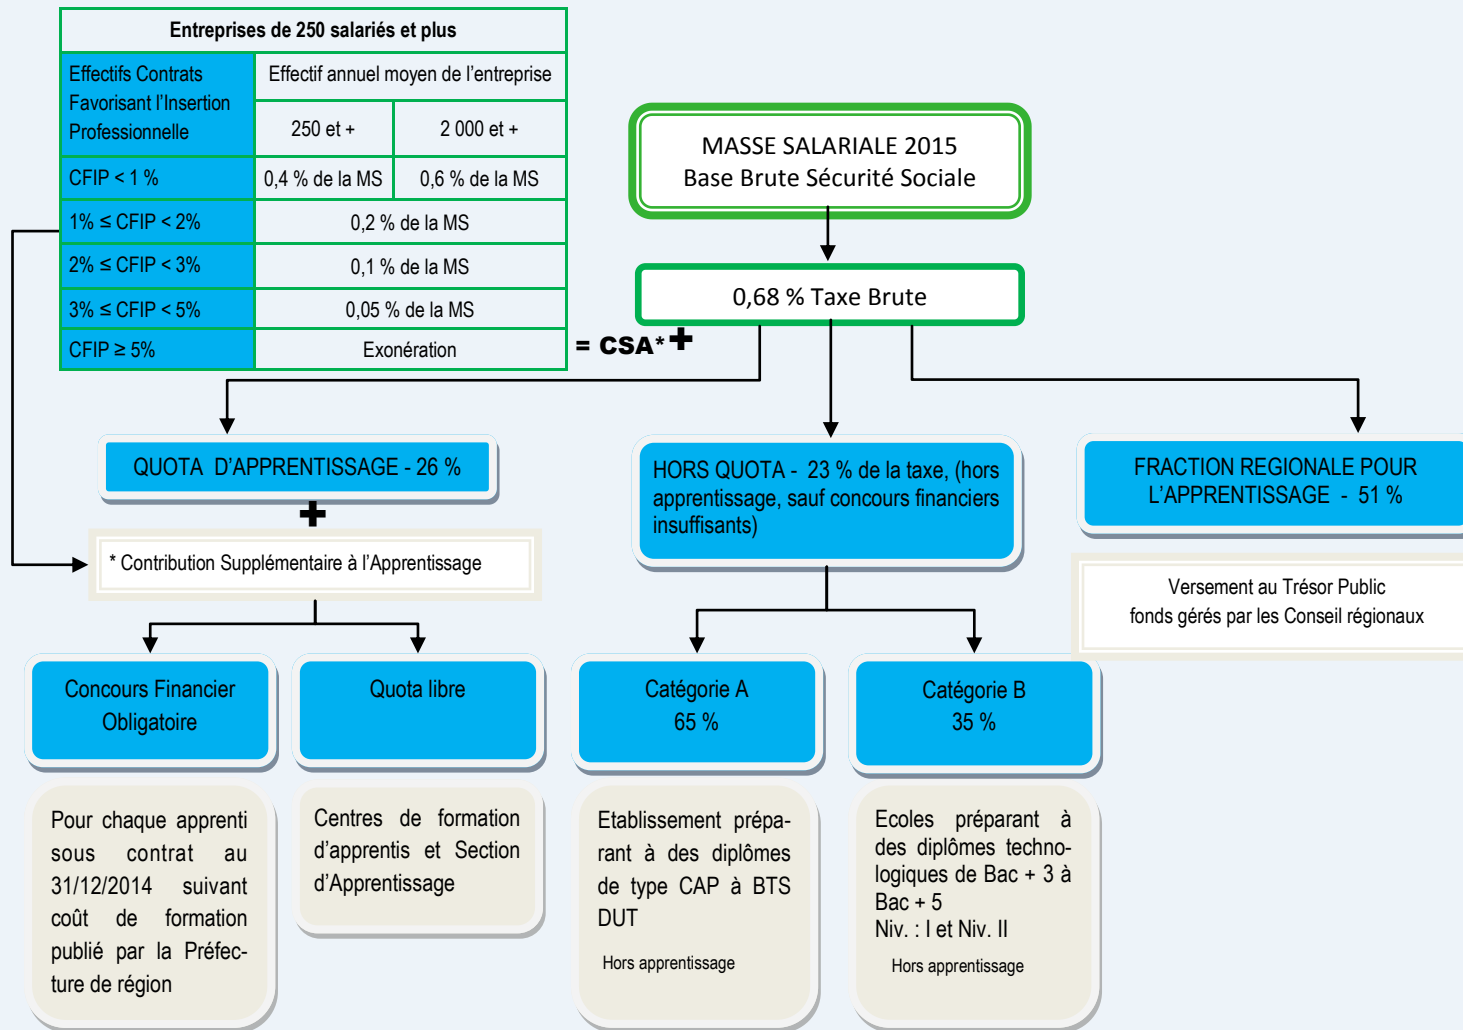 Entreprises de 250 salariés et plus
Effectifs Contrats
Favorisant l'Insertion
Professionnelle
Effectif annuel moyen de l'entreprise
250 et +
2 000 et +
CFIP < 1 %
0,4 % de la MS
0,6 % de la MS
1% ≤ CFIP < 2%
0,2 % de la MS
2% ≤ CFIP < 3%
0,1 % de la MS
3% ≤ CFIP < 5%
0,05 % de la MS
CFIP ≥ 5%
Exonération
= CSA* +
MASSE SALARIALE 2015
Base Brute Sécurité Sociale
0,68 % Taxe Brute
QUOTA D'APPRENTISSAGE - 26 %
+
* Contribution Supplémentaire à l'Apprentissage
HORS QUOTA - 23 % de la taxe, (hors
apprentissage, sauf concours financiers
insuffisants)
FRACTION REGIONALE POUR
L'APPRENTISSAGE - 51 %
Versement au Trésor Public
fonds gérés par les Conseil régionaux
Concours Financier
Obligatoire
Quota libre
Catégorie A
65 %
Catégorie B
35 %
Pour chaque apprenti
sous contrat au
31/12/2014 suivant
coût de formation
publié par la Préfec-
ture de région
Centres de formation
d'apprentis et Section
d'Apprentissage
Etablissement prépa-
rant à des diplômes
de type CAP à BTS
DUT
Hors apprentissage
Ecoles préparant à
des diplômes techno-
logiques de Bac + 3 à
Bac + 5
Niv. : I et Niv. II
Hors apprentissage